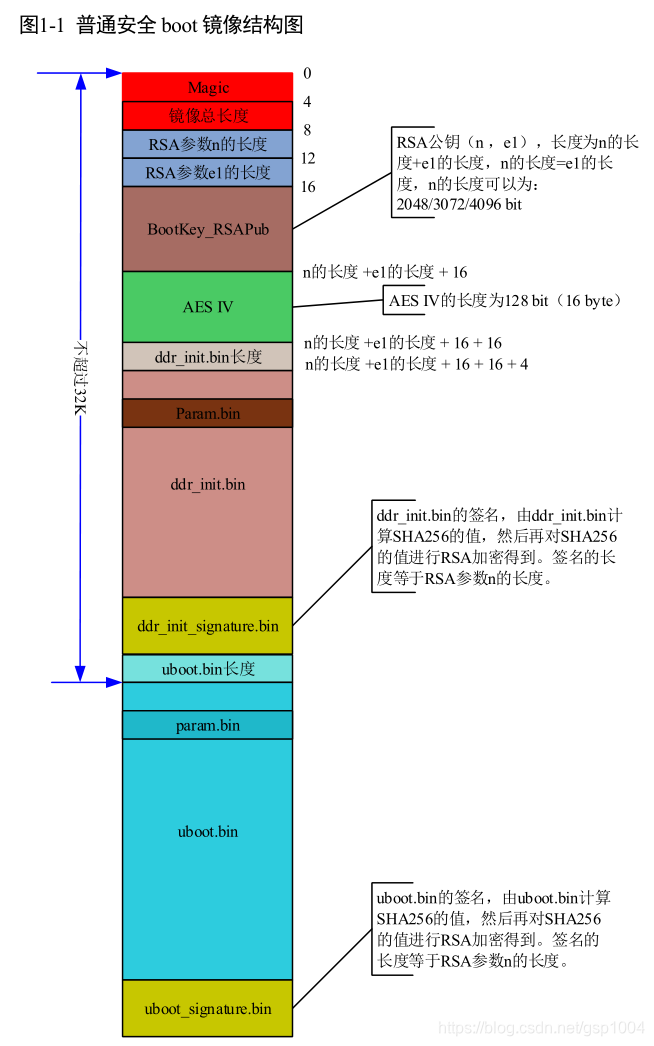 图1-1 普通安全 boot 镜像结构图
0
Magic
4
镜像总长度
8
RSA参数n的长度
12
RSA参数e1的长度
16
RSA公钥（n ，e1），长度为n的长
度+e1的长度，n的长度=e1的长
度，n的长度可以为：
2048/3072/4096 bit
BootKey_RSAPub
n的长度 +e1的长度 + 16
AES IV
AES IV的长度为128 bit（16 byte）
n的长度 +e1的长度 + 16 + 16
ddr_init.bin长度
n的长度 +e1的长度 + 16 + 16 + 4
不超过32K
Param.bin
ddr_init.bin
ddr_init.bin的签名，由ddr_init.bin计
算SHA256的值，然后再对SHA256
的值进行RSA加密得到。签名的长
度等于RSA参数n的长度。
ddr_init_signature.bin
uboot.bin长度
param.bin
uboot.bin
uboot.bin的签名，由uboot.bin计算
SHA256的值，然后再对SHA256
的值进行RSA加密得到。签名的
长度等于RSA参数n的长度。
uboot_signature.bin
https://blog.csdn.net/gsp1004